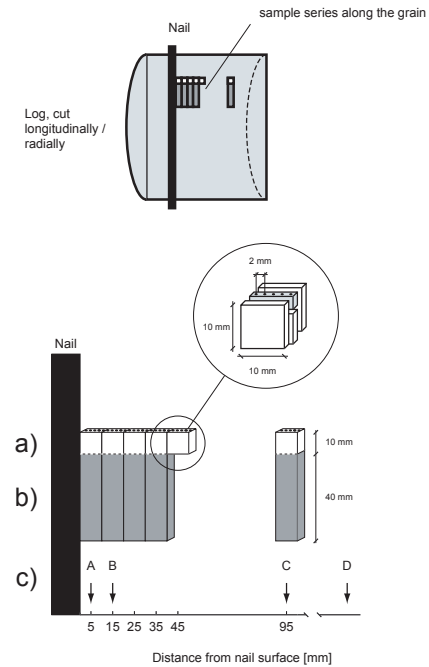 sample series along the grain
Nail
Log, cut
longitudinally /
radially
2 mm
10 mm
10 mm
Nail
a)
10 mm
b)
40 mm
c)
A B C D
5 15 25 35 45 95
Distance from nail surface [mm]